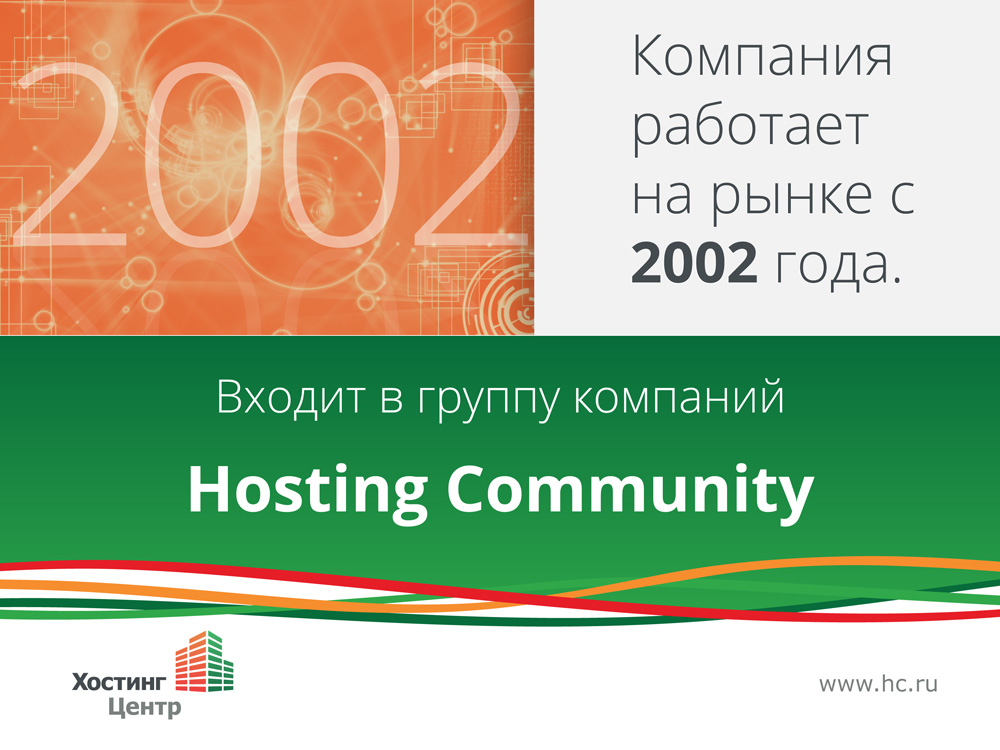 2002
Компания
работает
на рынке с
2002 года.
Входит в группу компаний
Hosting Community
Хостинг
Центр
www.hc.ru